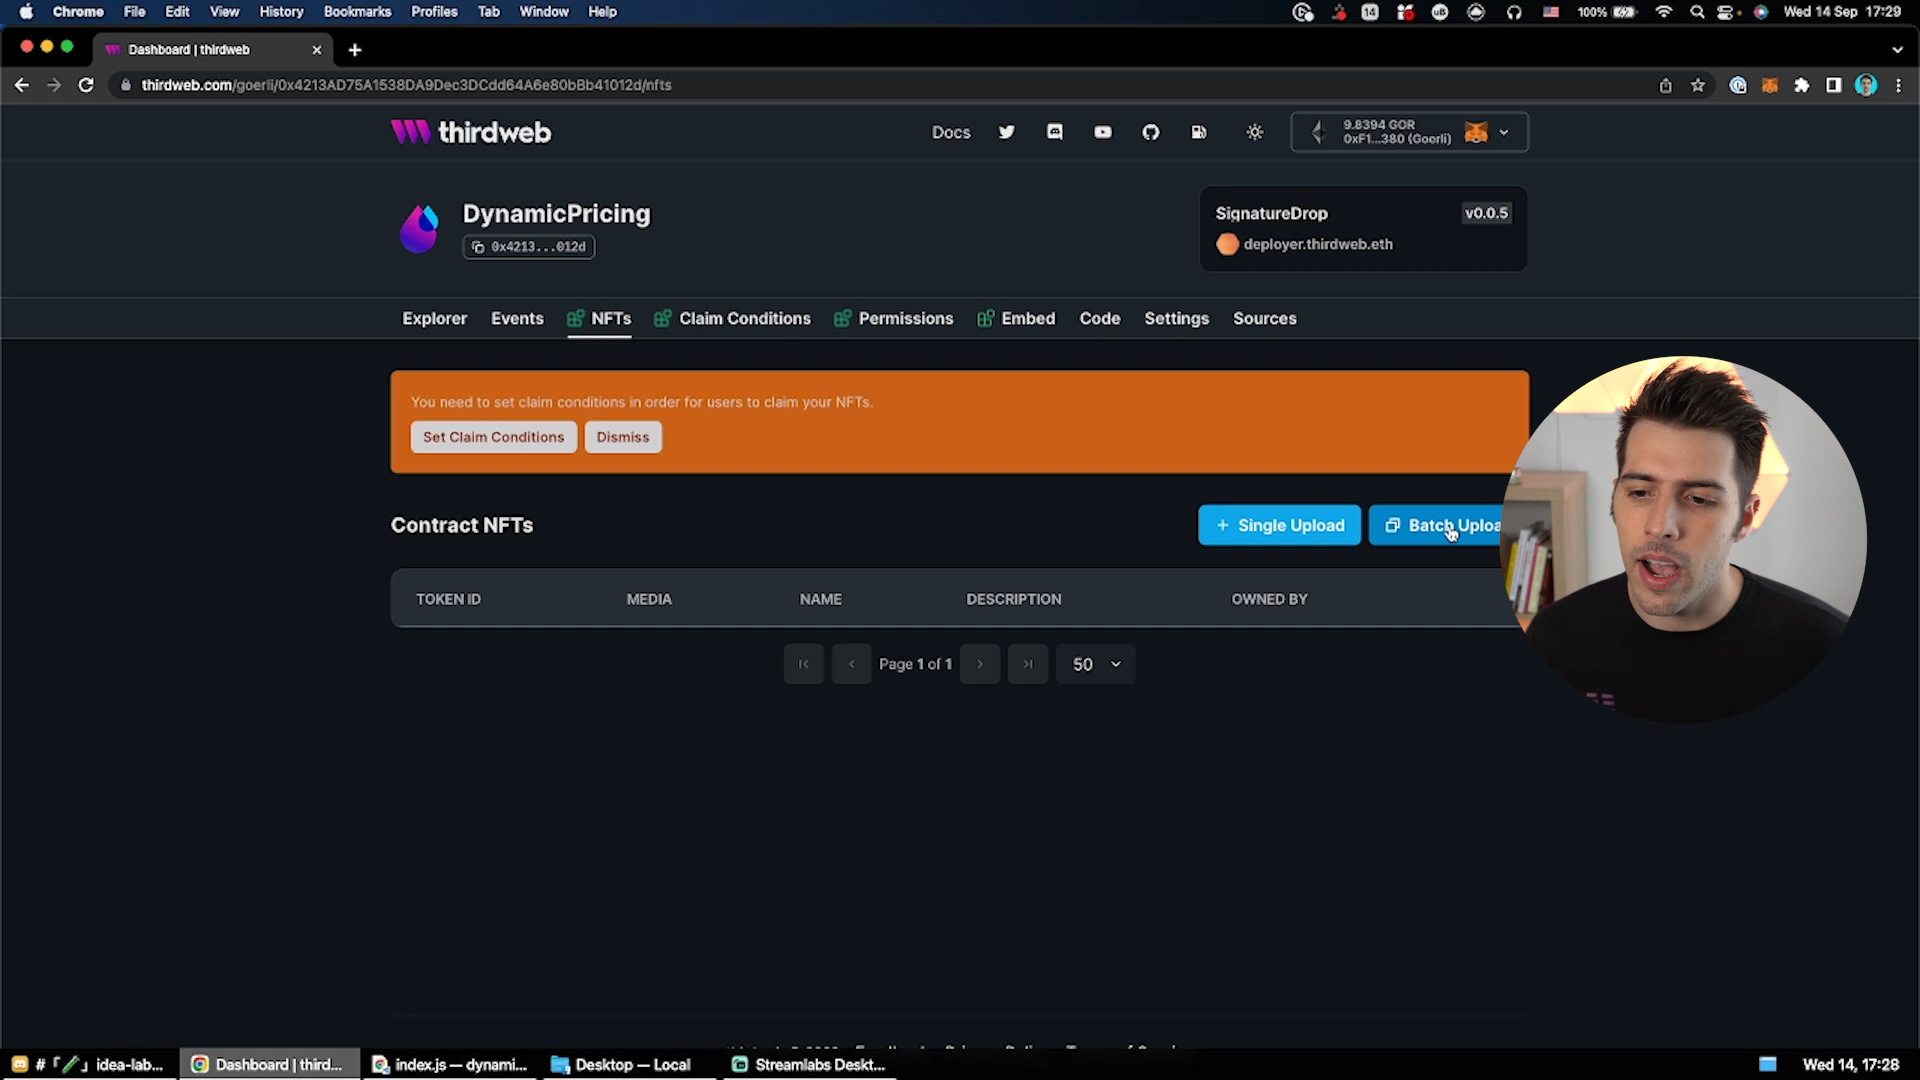 Chrome File Edit View History Bookmarks Profiles Tab Window Help 14 100% Wed 14 Sep 17:29
Dashboard | thirdweb
thirdweb.com/goerli/0x4213AD75A1538DA9Dec3DCdd64A6e80bBb41012d/nfts
thirdweb
Docs
9.8394 GOR
0xF1...380 (Goerli)
DynamicPricing
0x4213...012d
SignatureDrop v0.0.5
deployer.thirdweb.eth
Explorer Events NFTs Claim Conditions Permissions Embed Code Settings Sources
You need to set claim conditions in order for users to claim your NFTs.
Set Claim Conditions Dismiss
Contract NFTs
+ Single Upload
Batch Uploa
TOKEN ID MEDIA NAME DESCRIPTION OWNED BY
Page 1 of 1 50
# 「🧪」idea-lab... Dashboard | third... index.js — dynami... Desktop — Local Streamlabs Deskt... Wed 14, 17:28